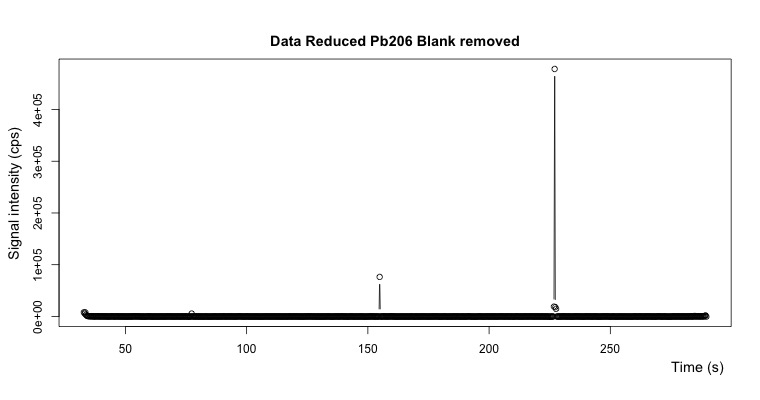 Data Reduced Pb206 Blank removed
Signal intensity (cps)
4e+05
3e+05
2e+05
1e+05
0e+00
50 100 150 200 250
Time (s)